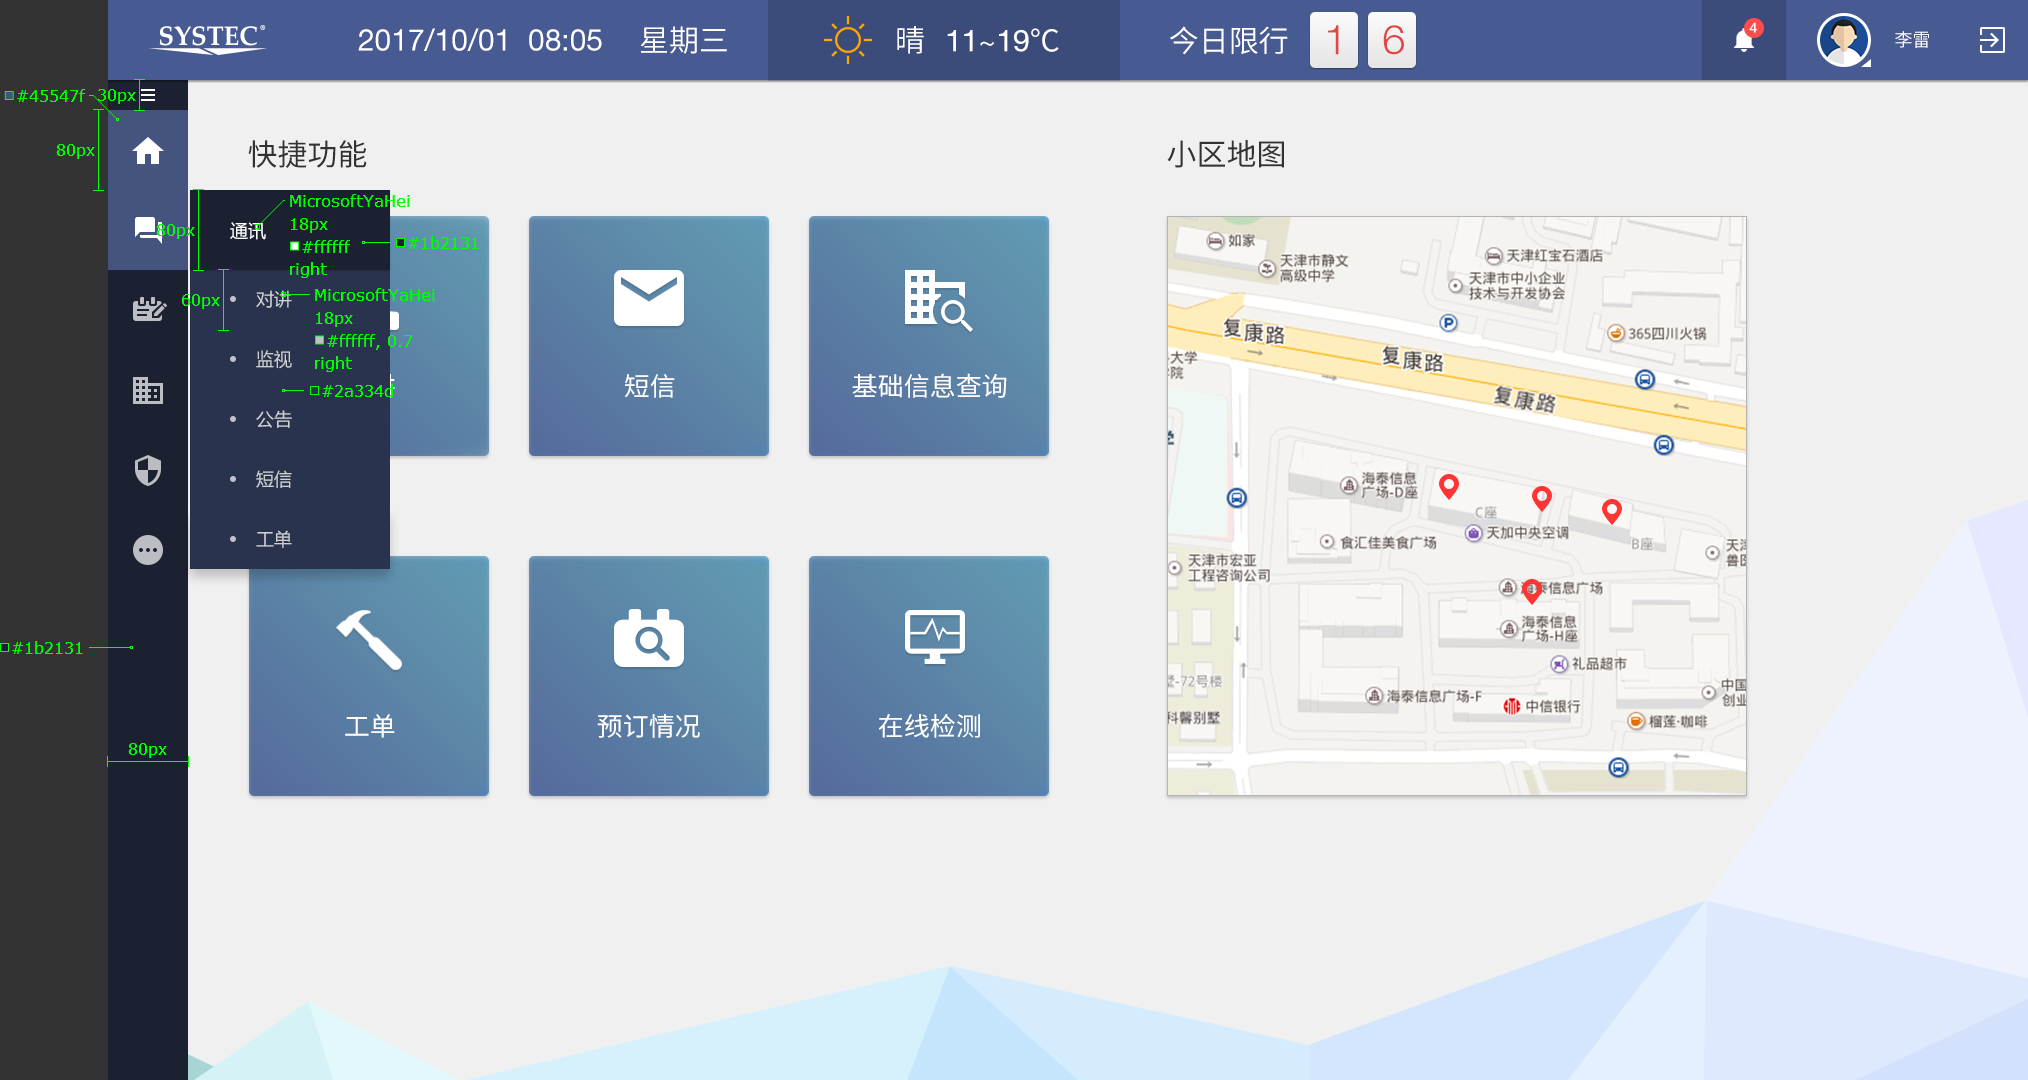 SYSTEC®
2017/10/01 08:05 星期三
晴 11~19℃
今日限行 1 6
4
李雷
#45547f
30px
80px
80px
60px
#1b2131
80px
通讯
MicrosoftYaHei
18px
#ffffff
right
#1b2131
对讲
MicrosoftYaHei
18px
#ffffff, 0.7
right
监视
#2a334d
公告
短信
工单
快捷功能
短信
基础信息查询
工单
预订情况
在线检测
小区地图
如家
天津市静文
高级中学
天津红宝石酒店
天津市中小企业
技术与开发协会
P
365四川火锅
复康路
复康路
复康路
大学
院
海泰信息
广场-D座
C座
天加中央空调
B座
食汇佳美食广场
天津市宏亚
工程咨询公司
海泰信息广场
海泰信息
广场-H座
礼品超市
-72号楼
海泰信息广场-F
中信银行
中国
创业
科馨别墅
榴莲·咖啡